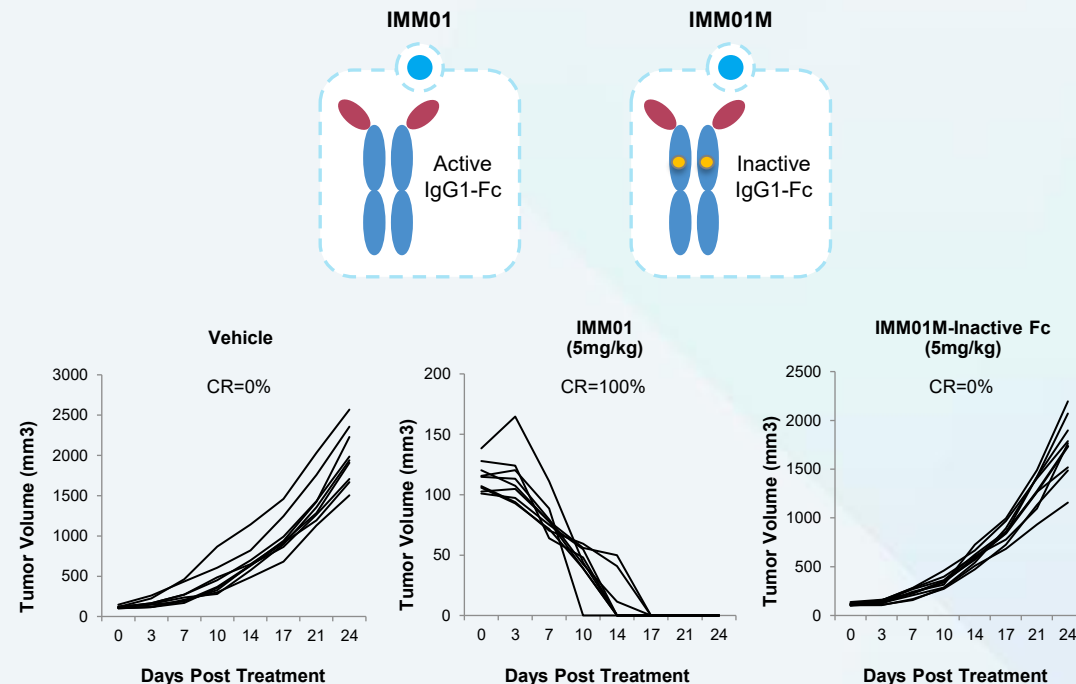 IMM01
IMM01M
Active
IgG1-Fc
Inactive
IgG1-Fc
Vehicle
CR=0%
Tumor Volume (mm3)
3000
2500
2000
1500
1000
500
0
0 3 7 10 14 17 21 24
Days Post Treatment
IMM01
(5mg/kg)
CR=100%
Tumor Volume (mm3)
200
150
100
50
0
0 3 7 10 14 17 21 24
Days Post Treatment
IMM01M-Inactive Fc
(5mg/kg)
CR=0%
Tumor Volume (mm3)
2500
2000
1500
1000
500
0
0 3 7 10 14 17 21 24
Days Post Treatment